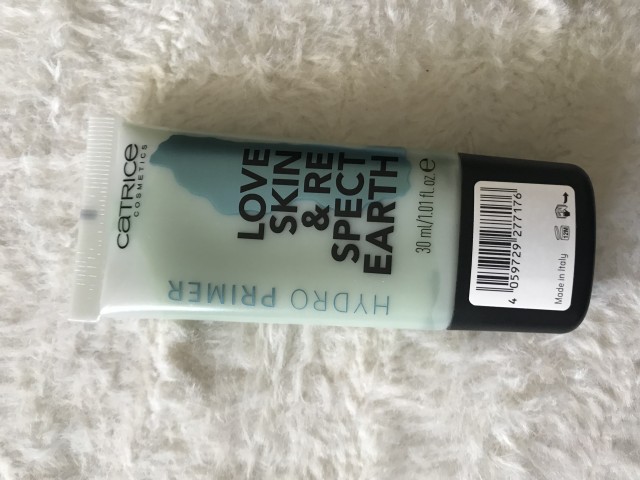 CATRICE
COSMETICS
LOVE
SKIN
& RE
SPECT
EARTH
HYDRO PRIMER
30 ml/1.01 fl.oz ℮
4 059729 277176
12M
Made in Italy